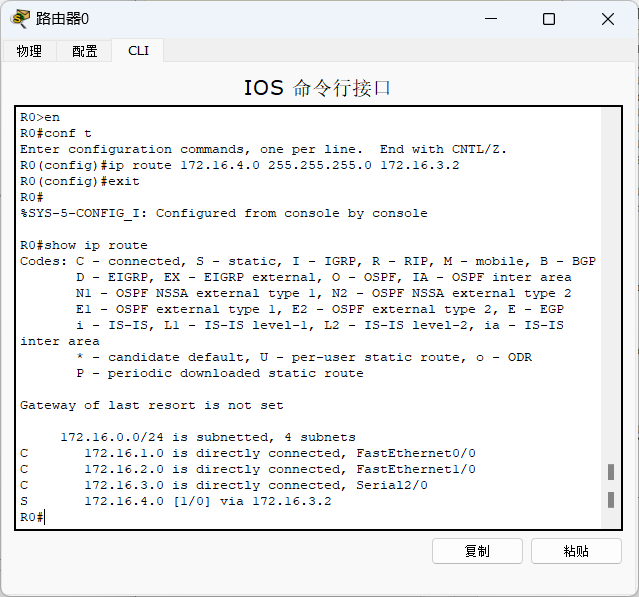 路由器0
物理 配置 CLI
IOS 命令行接口
R0>en
R0#conf t
Enter configuration commands, one per line.  End with CNTL/Z.
R0(config)#ip route 172.16.4.0 255.255.255.0 172.16.3.2
R0(config)#exit
R0#
%SYS-5-CONFIG_I: Configured from console by console
R0#show ip route
Codes: C - connected, S - static, I - IGRP, R - RIP, M - mobile, B - BGP
       D - EIGRP, EX - EIGRP external, O - OSPF, IA - OSPF inter area
       N1 - OSPF NSSA external type 1, N2 - OSPF NSSA external type 2
       E1 - OSPF external type 1, E2 - OSPF external type 2, E - EGP
       i - IS-IS, L1 - IS-IS level-1, L2 - IS-IS level-2, ia - IS-IS
inter area
       * - candidate default, U - per-user static route, o - ODR
       P - periodic downloaded static route
Gateway of last resort is not set
     172.16.0.0/24 is subnetted, 4 subnets
C       172.16.1.0 is directly connected, FastEthernet0/0
C       172.16.2.0 is directly connected, FastEthernet1/0
C       172.16.3.0 is directly connected, Serial2/0
S       172.16.4.0 [1/0] via 172.16.3.2
R0#
复制 粘贴